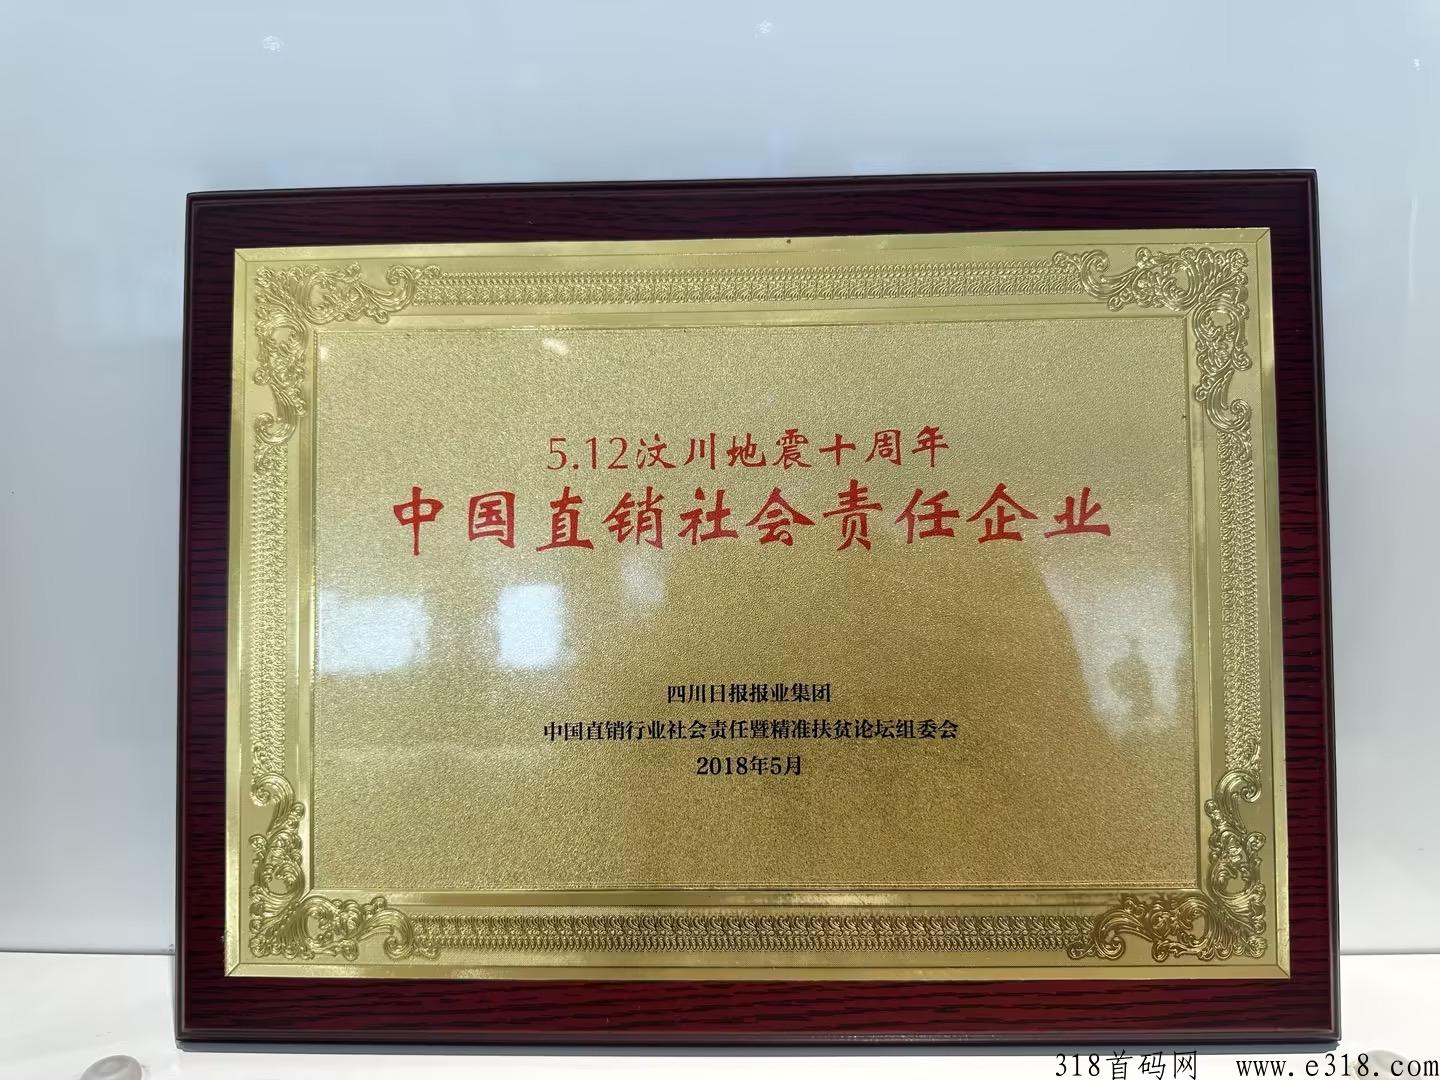 5.12汶川地震十周年
中国直销社会责任企业
四川日报报业集团
中国直销行业社会责任暨精准扶贫论坛组委会
2018年5月
318首码网 www.e318.com